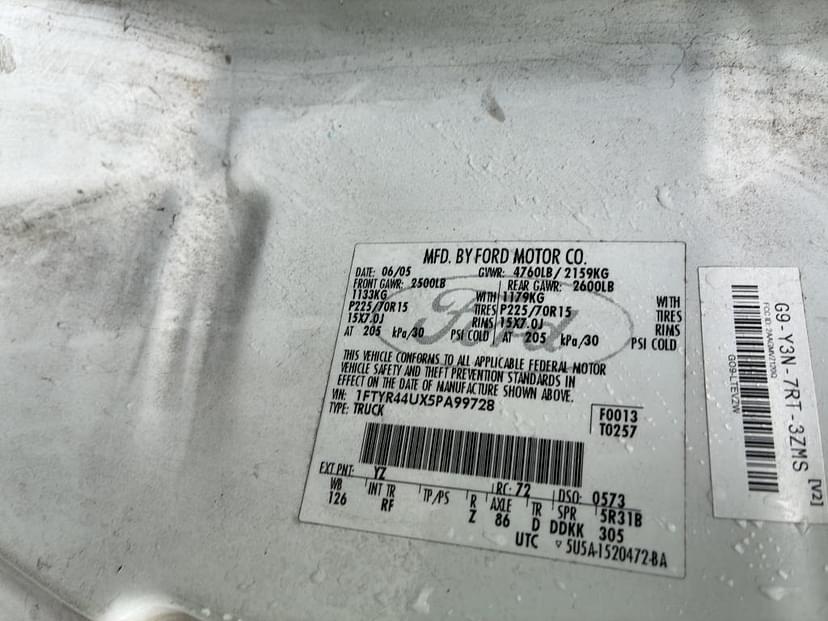 MFD. BY FORD MOTOR CO.
DATE: 06/05 GVWR: 4760LB/2159KG
FRONT GAWR: 2500LB REAR GAWR: 2600LB
1133KG WITH 1179KG WITH
P225/70R15 TIRES P225/70R15 TIRES
15X7.0J RIMS 15X7.0J RIMS
AT 205 kPa/30 PSI COLD AT 205 kPa/30 PSI COLD
THIS VEHICLE CONFORMS TO ALL APPLICABLE FEDERAL MOTOR
VEHICLE SAFETY AND THEFT PREVENTION STANDARDS IN
EFFECT ON THE DATE OF MANUFACTURE SHOWN ABOVE.
VIN: 1FTYR44UX5PA99728
TYPE: TRUCK
F0013
T0257
EXT PNT: YZ RC: 72 DSO: 0573
WB INT TR TP/PS R AXLE TR SPR 5R31B
126 RF Z 86 D DDKK 305
UTC ▽5U5A-1520472-BA
Ford
G9-Y3N-7RT-3ZMS [V2]
G09-LTEVZW